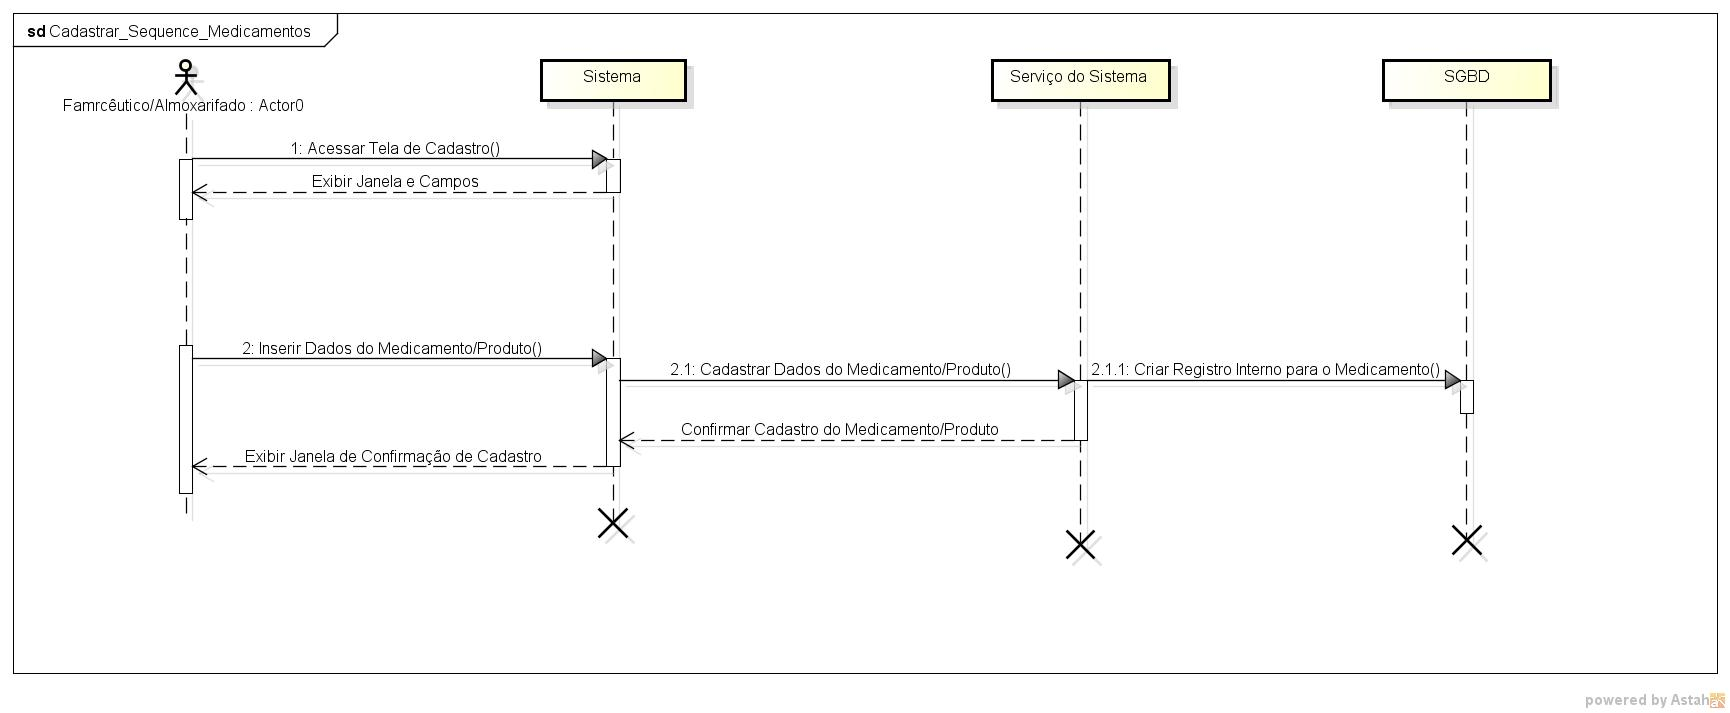 sd Cadastrar_Sequence_Medicamentos
Famrcêutico/Almoxarifado : Actor0
Sistema
Serviço do Sistema
SGBD
1: Acessar Tela de Cadastro()
Exibir Janela e Campos
2: Inserir Dados do Medicamento/Produto()
2.1: Cadastrar Dados do Medicamento/Produto()
2.1.1: Criar Registro Interno para o Medicamento()
Confirmar Cadastro do Medicamento/Produto
Exibir Janela de Confirmação de Cadastro
powered by Astah